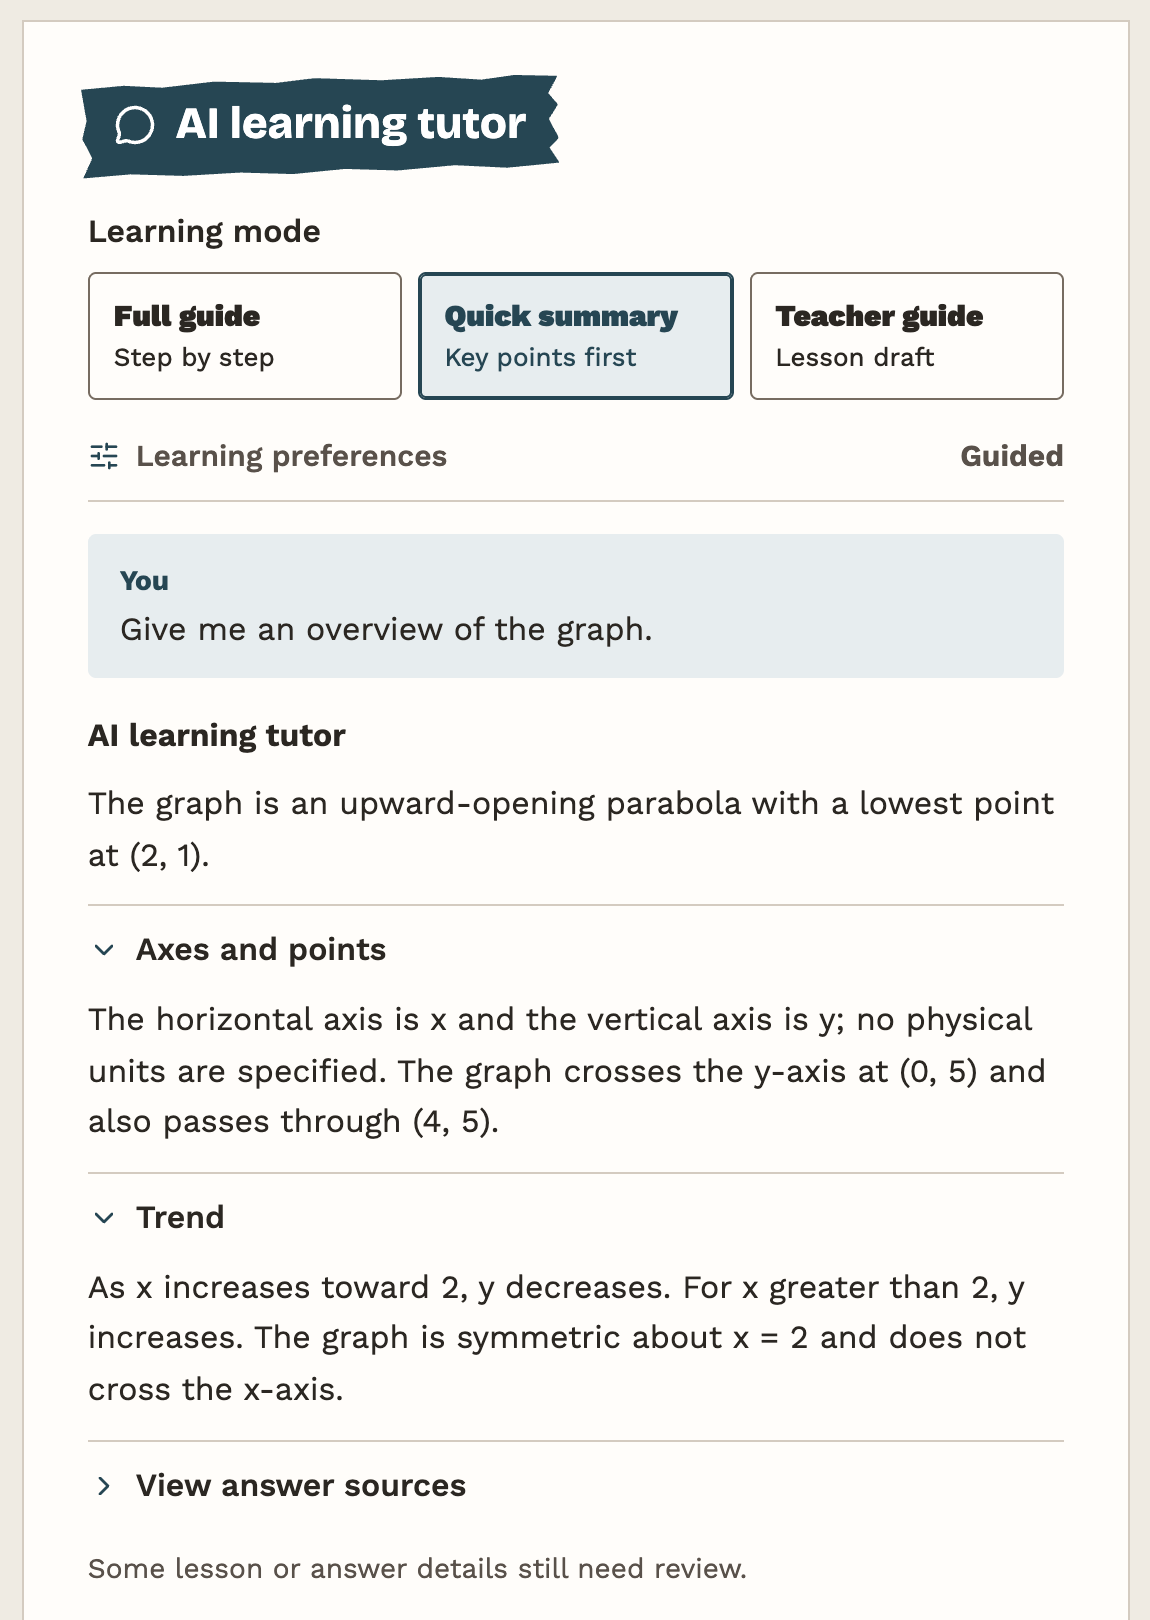 AI learning tutor
Learning mode
Full guide
Step by step
Quick summary
Key points first
Teacher guide
Lesson draft
Learning preferences
Guided
You
Give me an overview of the graph.
AI learning tutor
The graph is an upward-opening parabola with a lowest point
at (2, 1).
Axes and points
The horizontal axis is x and the vertical axis is y; no physical
units are specified. The graph crosses the y-axis at (0, 5) and
also passes through (4, 5).
Trend
As x increases toward 2, y decreases. For x greater than 2, y
increases. The graph is symmetric about x = 2 and does not
cross the x-axis.
View answer sources
Some lesson or answer details still need review.